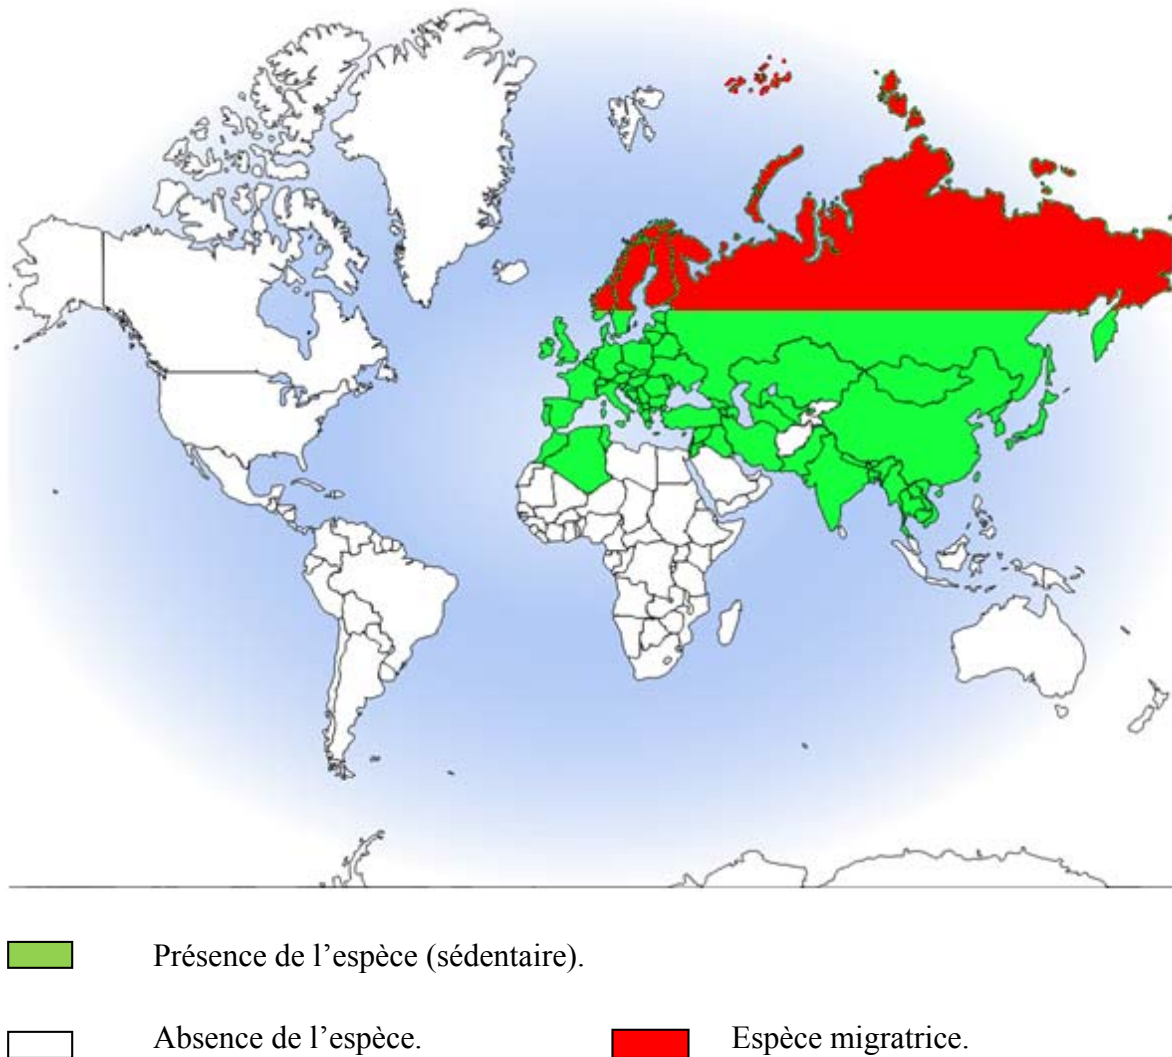 Présence de l’espèce (sédentaire).
Absence de l’espèce.
Espèce migratrice.